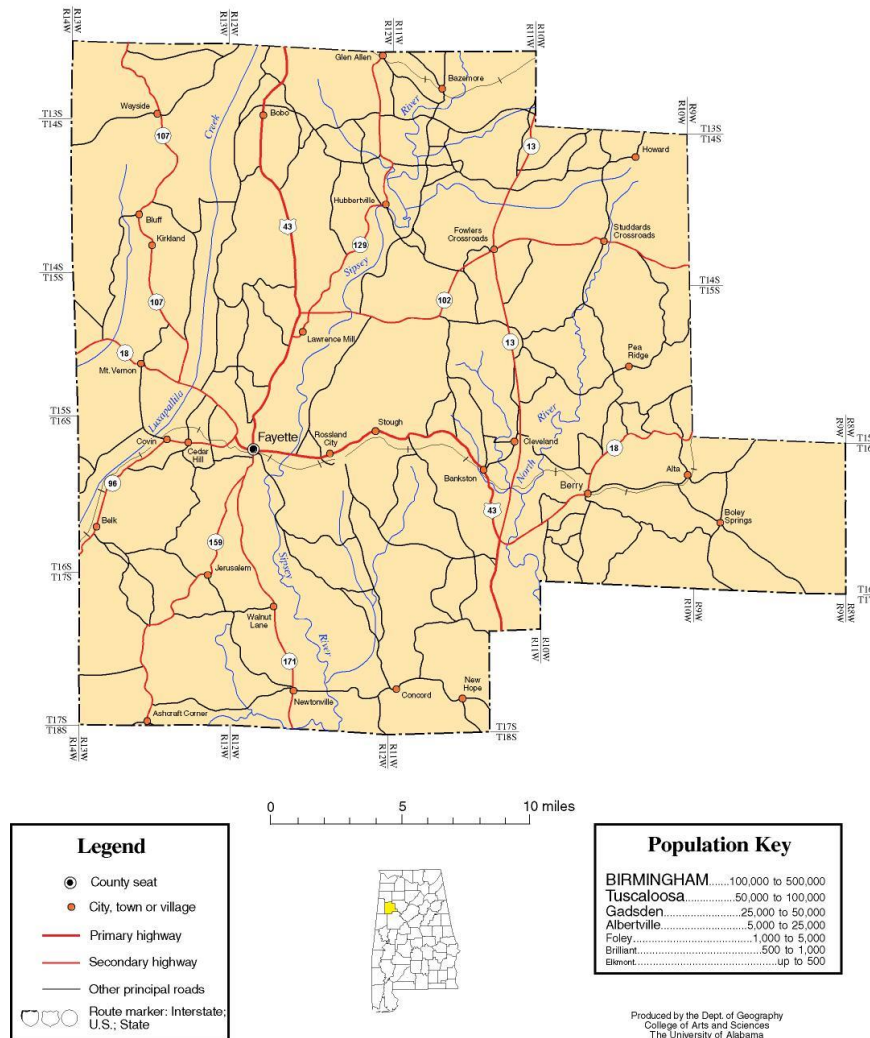 R14W
R13W
R13W
R12W
R12W
R11W
R11W
R10W
Glen Allen
Bazemore
River
Creek
Wayside
Bobo
T13S
T14S
107
13
R10W
R9W
T13S
T14S
Howard
Hubbertville
Bluff
43
Fowlers
Crossroads
Studdards
Crossroads
Kirkland
129
Sipsey
T14S
T15S
T14S
T15S
107
102
Lawrence Mill
13
18
Mt. Vernon
Pea
Ridge
Luxapallila
River
T15S
T16S
R9W
R8W
Stough
Covin
Fayette
Rossland
City
Cleveland
18
T15
T16
Cedar
Hill
North
Bankston
Alta
96
Berry
43
Boley
Springs
Belk
159
Sipsey
T16S
T17S
Jerusalem
T16
T1
Walnut
Lane
R10W
R9W
R9W
R8W
River
R11W
R10W
171
New
Hope
Newtonville
Concord
T17S
T18S
Ashcraft Corner
T17S
T18S
R14W
R13W
R13W
R12W
R12W
R11W
0 5 10 miles
Legend
County seat
City, town or village
Primary highway
Secondary highway
Other principal roads
Route marker: Interstate;
U.S.; State
Population Key
BIRMINGHAM.......100,000 to 500,000
Tuscaloosa...................50,000 to 100,000
Gadsden.......................25,000 to 50,000
Albertville........................5,000 to 25,000
Foley..................................1,000 to 5,000
Brilliant...................................500 to 1,000
Elkmont............................................up to 500
Produced by the Dept. of Geography
College of Arts and Sciences
The University of Alabama